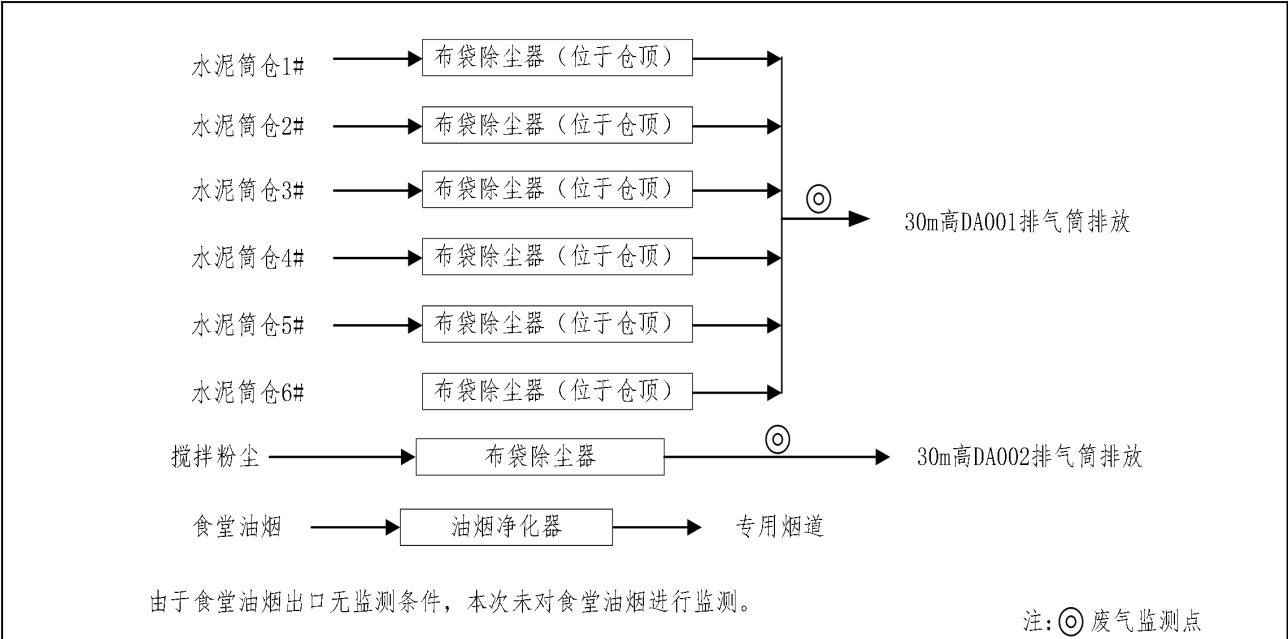 水泥筒仓1# 布袋除尘器（位于仓顶）
水泥筒仓2# 布袋除尘器（位于仓顶）
水泥筒仓3# 布袋除尘器（位于仓顶）
30m高DA001排气筒排放
水泥筒仓4# 布袋除尘器（位于仓顶）
水泥筒仓5# 布袋除尘器（位于仓顶）
水泥筒仓6# 布袋除尘器（位于仓顶）
搅拌粉尘 布袋除尘器 30m高DA002排气筒排放
食堂油烟 油烟净化器 专用烟道
由于食堂油烟出口无监测条件，本次未对食堂油烟进行监测。
注:◎废气监测点